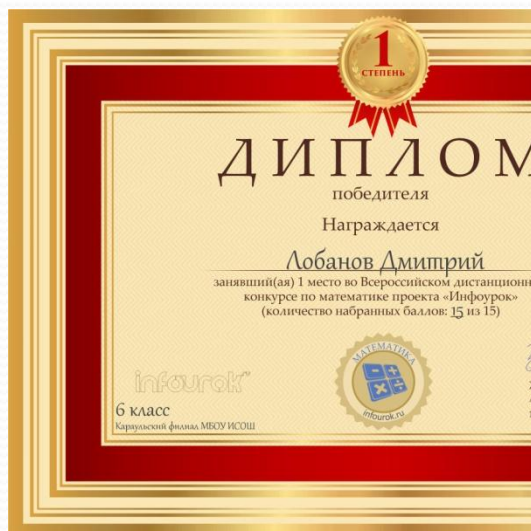 1
СТЕПЕНЬ
ДИПЛОМ
победителя
Награждается
Лобанов Дмитрий
занявший(ая) 1 место во Всероссийском дистанционн
конкурсе по математике проекта «Инфоурок»
(количество набранных баллов: 15 из 15)
МАТЕМАТИКА
infourok
infourok.ru
6 класс
Караульский филиал МБОУ ИСОШ